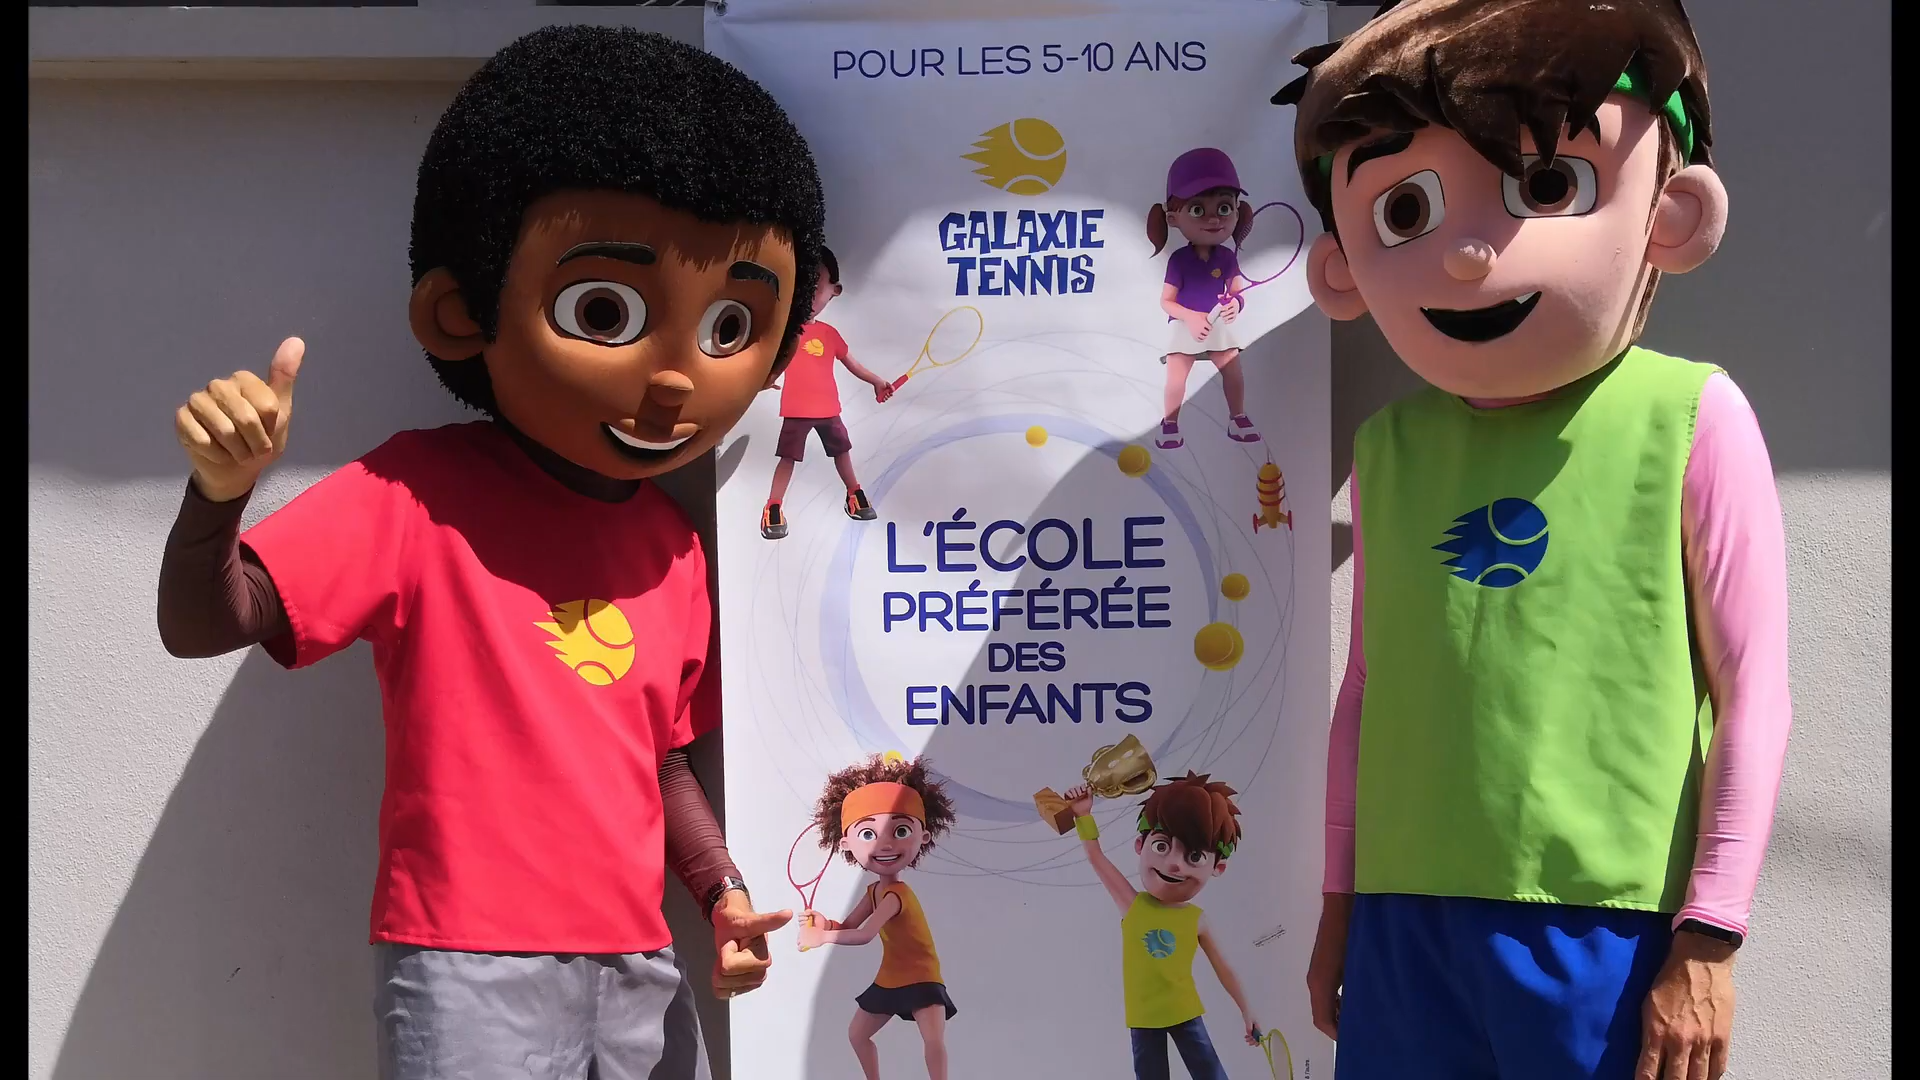 POUR LES 5-10 ANS
GALAXIE
TENNIS
L'ÉCOLE
PRÉFÉRÉE
DES
ENFANTS